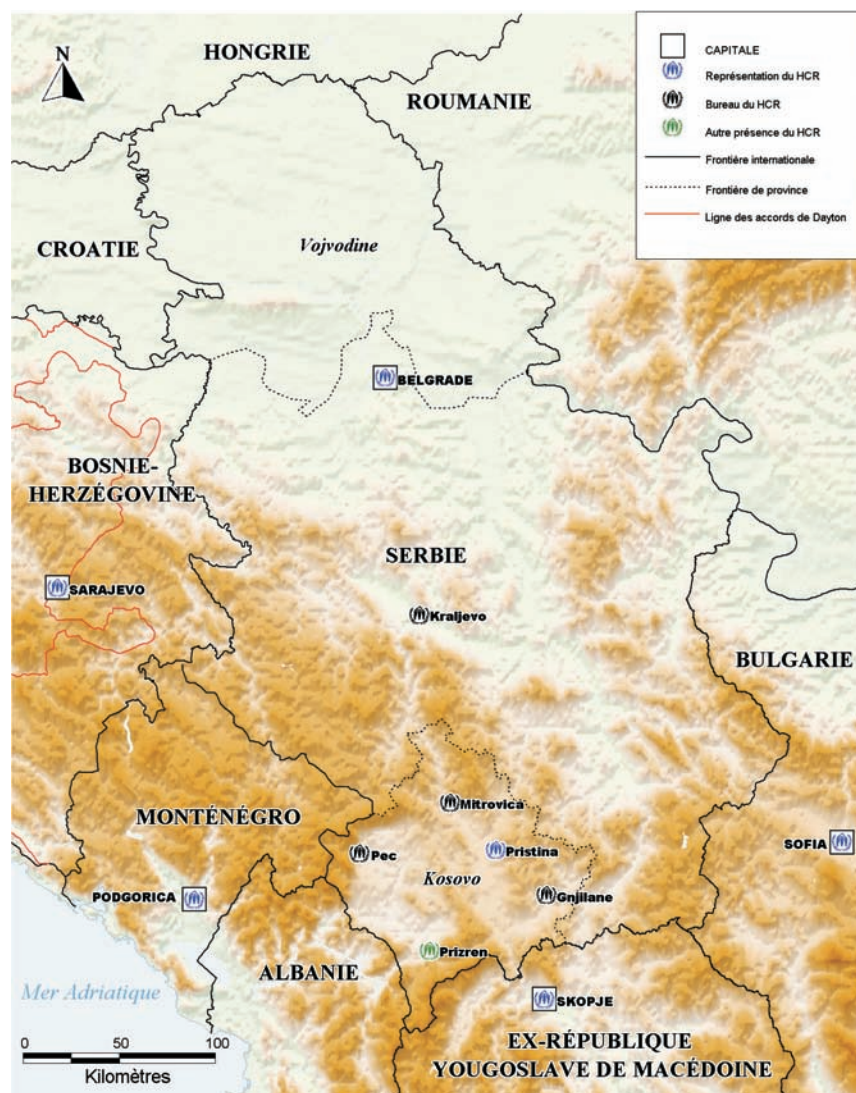 N
HONGRIE
ROUMANIE
CAPITALE
Représentation du HCR
Bureau du HCR
Autre présence du HCR
Frontière internationale
Frontière de province
Ligne des accords de Dayton
CROATIE
Vojvodine
BELGRADE
BOSNIE-
HERZÉGOVINE
SERBIE
SARAJEVO
Kraljevo
BULGARIE
MONTÉNÉGRO
Mitrovica
Pec
Pristina
SOFIA
Kosovo
Gnjilane
PODGORICA
Prizren
ALBANIE
Mer Adriatique
SKOPJE
EX-RÉPUBLIQUE
YOUGOSLAVE DE MACÉDOINE
0 50 100
Kilomètres